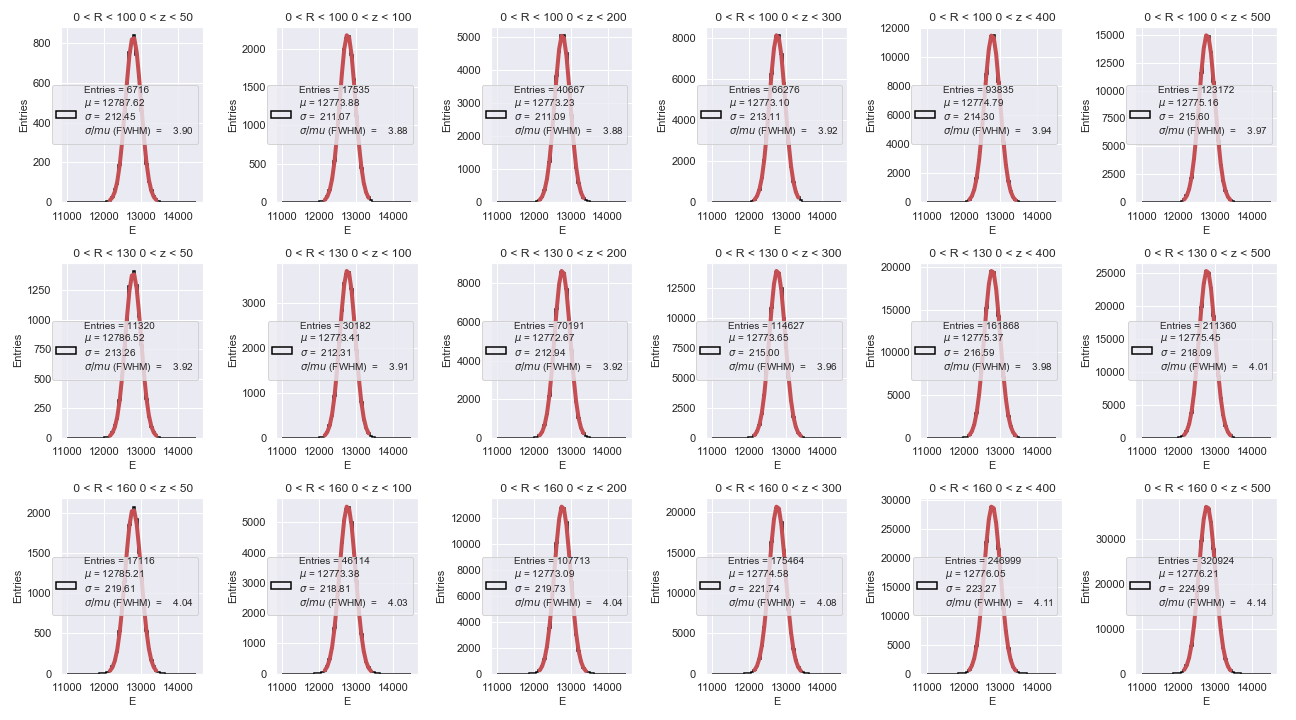 0 < R < 100 0 < z < 50
Entries
800
600
400
200
0
Entries = 6716
μ = 12787.62
σ = 212.45
σ/mu (FWHM) = 3.90
11000 12000 13000 14000
E
0 < R < 100 0 < z < 100
Entries
2000
1500
1000
500
0
Entries = 17535
μ = 12773.88
σ = 211.07
σ/mu (FWHM) = 3.88
11000 12000 13000 14000
E
0 < R < 100 0 < z < 200
Entries
5000
4000
3000
2000
1000
0
Entries = 40667
μ = 12773.23
σ = 211.09
σ/mu (FWHM) = 3.88
11000 12000 13000 14000
E
0 < R < 100 0 < z < 300
Entries
8000
6000
4000
2000
0
Entries = 66276
μ = 12773.10
σ = 213.11
σ/mu (FWHM) = 3.92
11000 12000 13000 14000
E
0 < R < 100 0 < z < 400
Entries
12000
10000
8000
6000
4000
2000
0
Entries = 93835
μ = 12774.79
σ = 214.30
σ/mu (FWHM) = 3.94
11000 12000 13000 14000
E
0 < R < 100 0 < z < 500
Entries
15000
12500
10000
7500
5000
2500
0
Entries = 123172
μ = 12775.16
σ = 215.60
σ/mu (FWHM) = 3.97
11000 12000 13000 14000
E
0 < R < 130 0 < z < 50
Entries
1250
1000
750
500
250
0
Entries = 11320
μ = 12786.52
σ = 213.26
σ/mu (FWHM) = 3.92
11000 12000 13000 14000
E
0 < R < 130 0 < z < 100
Entries
3000
2000
1000
0
Entries = 30182
μ = 12773.41
σ = 212.31
σ/mu (FWHM) = 3.91
11000 12000 13000 14000
E
0 < R < 130 0 < z < 200
Entries
8000
6000
4000
2000
0
Entries = 70191
μ = 12772.67
σ = 212.94
σ/mu (FWHM) = 3.92
11000 12000 13000 14000
E
0 < R < 130 0 < z < 300
Entries
12500
10000
7500
5000
2500
0
Entries = 114627
μ = 12773.65
σ = 215.00
σ/mu (FWHM) = 3.96
11000 12000 13000 14000
E
0 < R < 130 0 < z < 400
Entries
20000
15000
10000
5000
0
Entries = 161868
μ = 12775.37
σ = 216.59
σ/mu (FWHM) = 3.98
11000 12000 13000 14000
E
0 < R < 130 0 < z < 500
Entries
25000
20000
15000
10000
5000
0
Entries = 211360
μ = 12775.45
σ = 218.09
σ/mu (FWHM) = 4.01
11000 12000 13000 14000
E
0 < R < 160 0 < z < 50
Entries
2000
1500
1000
500
0
Entries = 17116
μ = 12785.21
σ = 219.61
σ/mu (FWHM) = 4.04
11000 12000 13000 14000
E
0 < R < 160 0 < z < 100
Entries
5000
4000
3000
2000
1000
0
Entries = 46114
μ = 12773.38
σ = 218.81
σ/mu (FWHM) = 4.03
11000 12000 13000 14000
E
0 < R < 160 0 < z < 200
Entries
12000
10000
8000
6000
4000
2000
0
Entries = 107713
μ = 12773.09
σ = 219.73
σ/mu (FWHM) = 4.04
11000 12000 13000 14000
E
0 < R < 160 0 < z < 300
Entries
20000
15000
10000
5000
0
Entries = 175464
μ = 12774.58
σ = 221.74
σ/mu (FWHM) = 4.08
11000 12000 13000 14000
E
0 < R < 160 0 < z < 400
Entries
30000
25000
20000
15000
10000
5000
0
Entries = 246999
μ = 12776.05
σ = 223.27
σ/mu (FWHM) = 4.11
11000 12000 13000 14000
E
0 < R < 160 0 < z < 500
Entries
30000
20000
10000
0
Entries = 320924
μ = 12776.21
σ = 224.99
σ/mu (FWHM) = 4.14
11000 12000 13000 14000
E